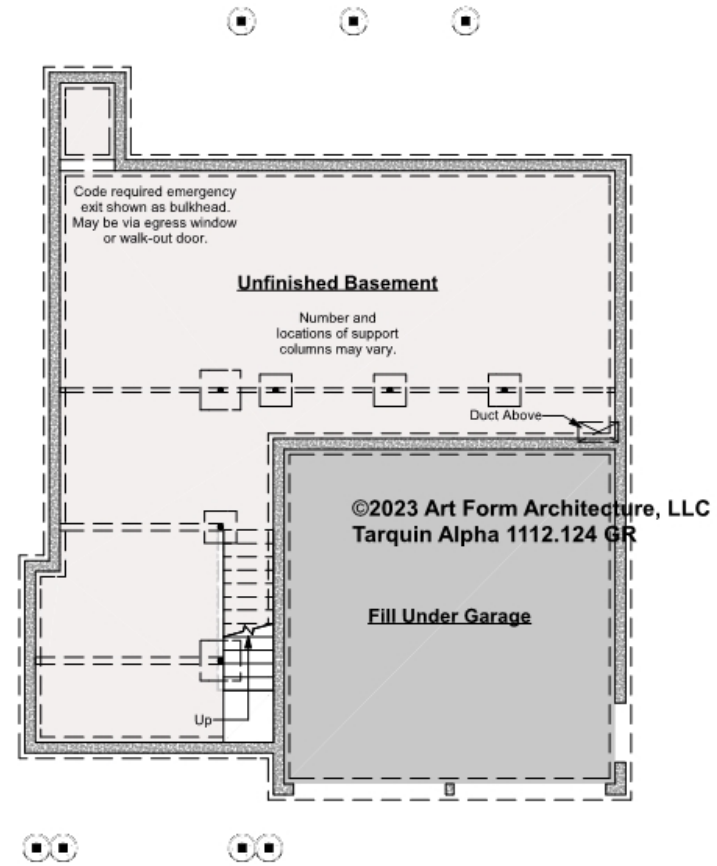 Code required emergency
exit shown as bulkhead.
May be via egress window
or walk-out door.
Unfinished Basement
Number and
locations of support
columns may vary.
Duct Above
©2023 Art Form Architecture, LLC
Tarquin Alpha 1112.124 GR
Fill Under Garage
Up